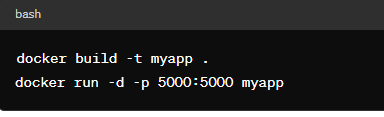 bash
docker build -t myapp .
docker run -d -p 5000:5000 myapp